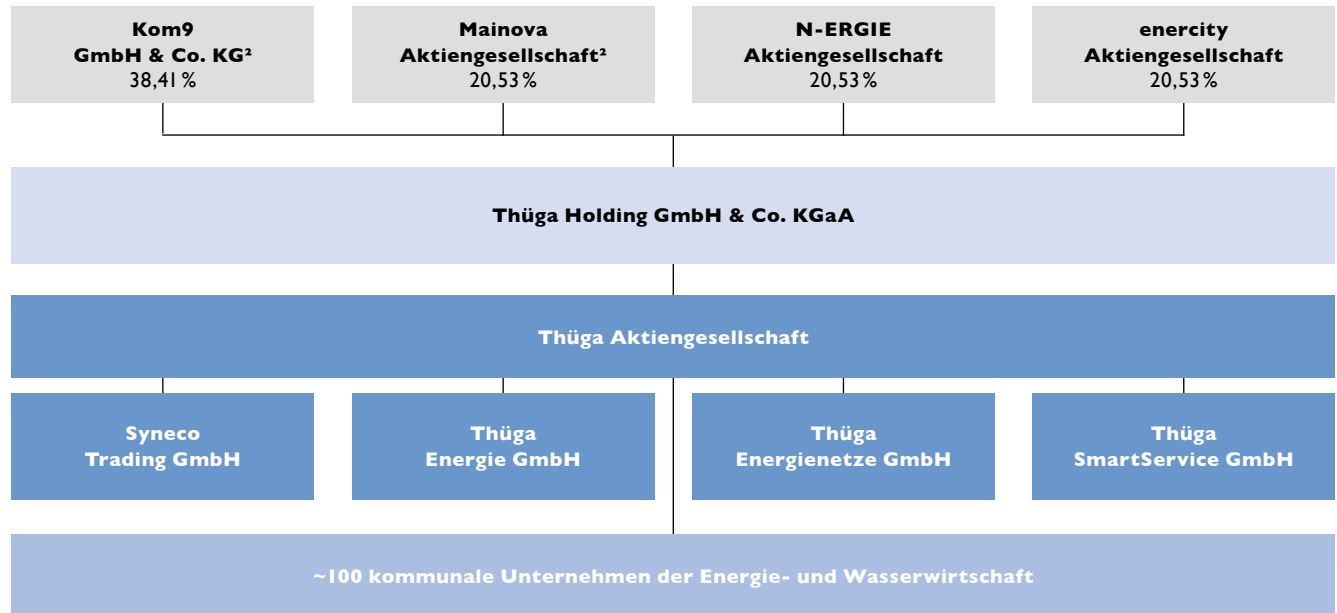 Kom9
GmbH & Co. KG²
38,41 %
Mainova
Aktiengesellschaft²
20,53 %
N-ERGIE
Aktiengesellschaft
20,53 %
enercity
Aktiengesellschaft
20,53 %
Thüga Holding GmbH & Co. KGaA
Thüga Aktiengesellschaft
Syneco
Trading GmbH
Thüga
Energie GmbH
Thüga
Energienetze GmbH
Thüga
SmartService GmbH
~100 kommunale Unternehmen der Energie- und Wasserwirtschaft